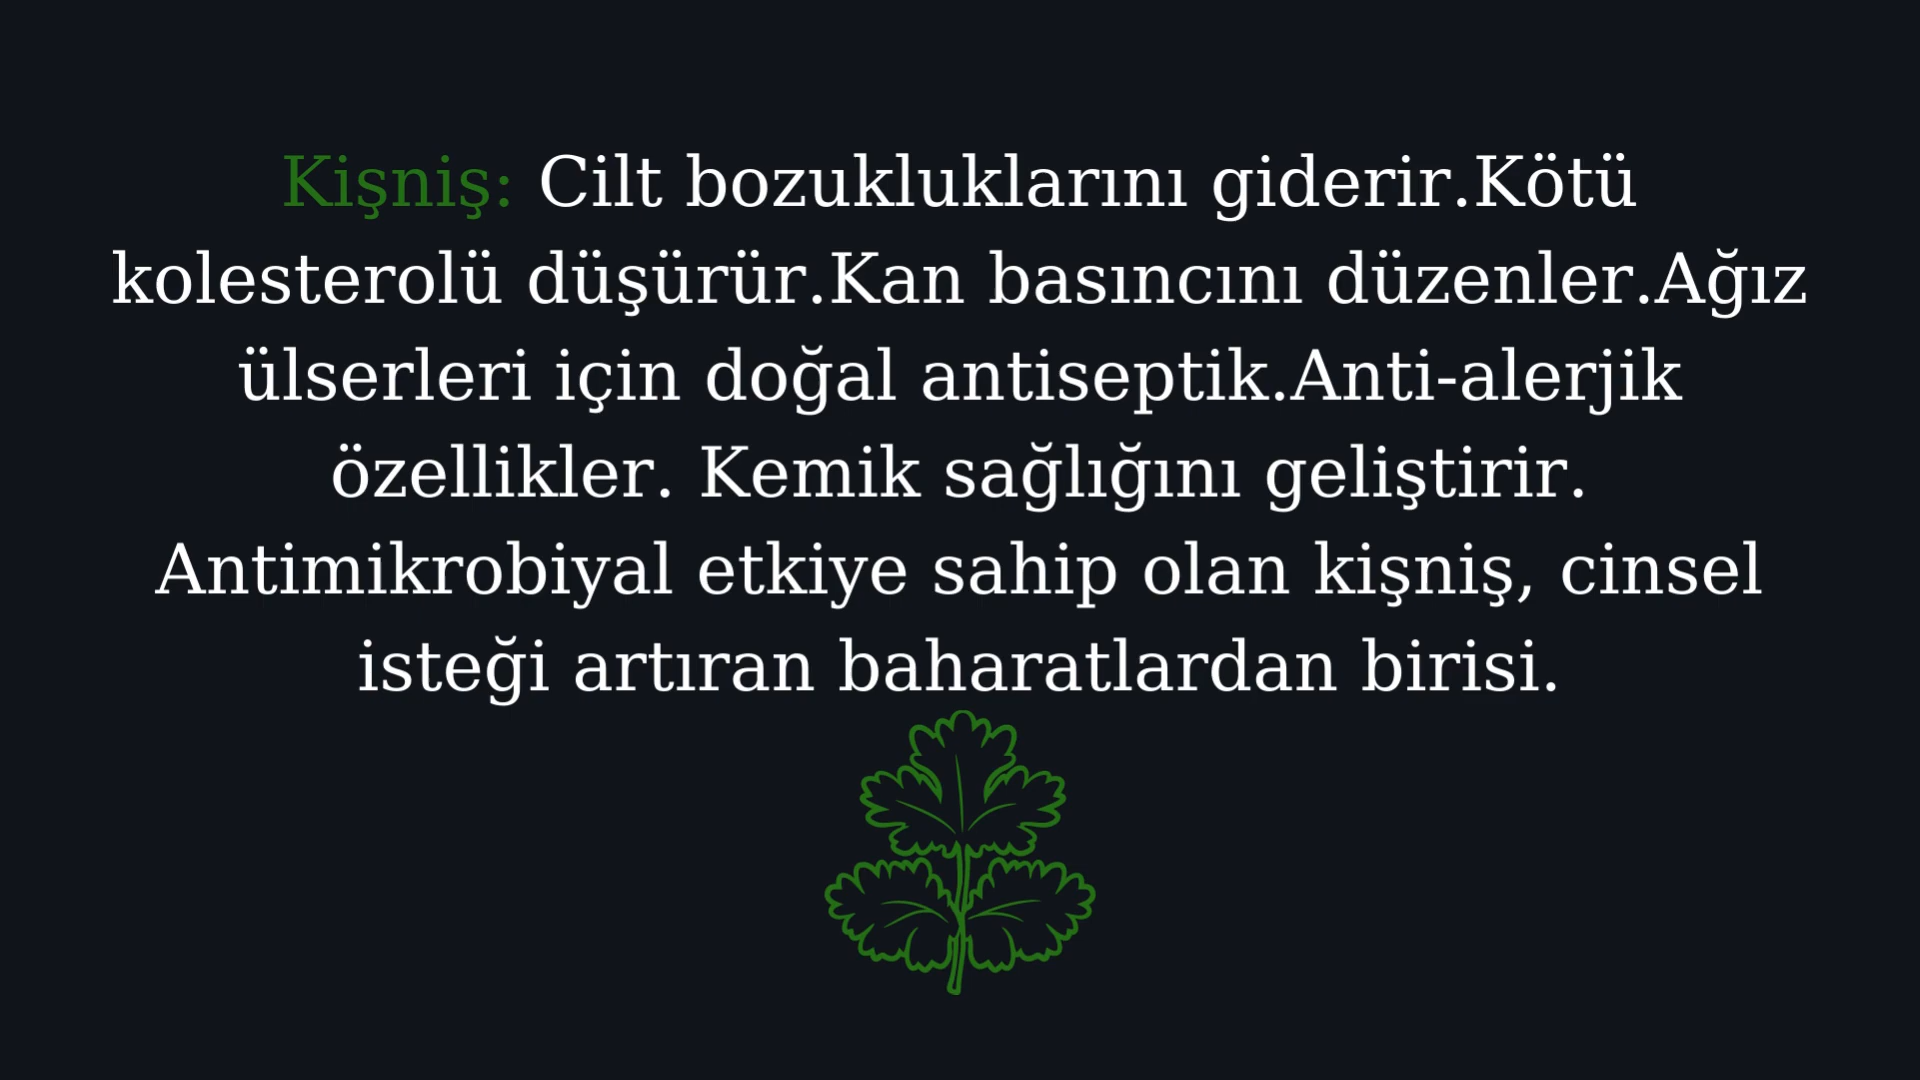 Kişniş: Cilt bozukluklarını giderir.Kötü
kolesterolü düşürür.Kan basıncını düzenler.Ağız
ülserleri için doğal antiseptik.Anti-alerjik
özellikler. Kemik sağlığını geliştirir.
Antimikrobiyal etkiye sahip olan kişniş, cinsel
isteği artıran baharatlardan birisi.